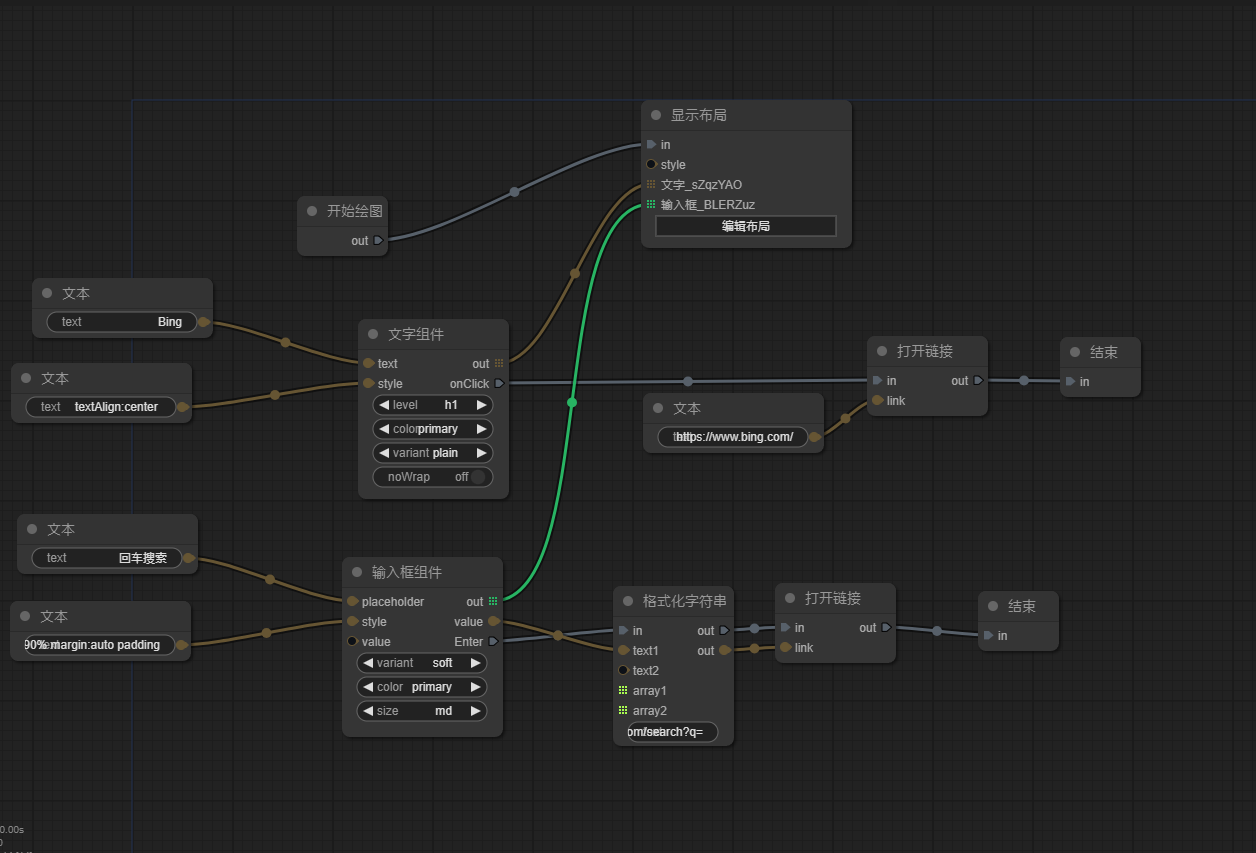 显示布局
in
style
文字_sZqzYAO
输入框_BLERZuz
编辑布局
开始绘图
out
文本
text Bing
文本
text textAlign:center
文字组件
text out
style onClick
level h1
color primary
variant plain
noWrap off
文本
https://www.bing.com/
打开链接
in out
link
结束
in
文本
text 回车搜索
文本
90% margin:auto padding
输入框组件
placeholder out
style value
value Enter
variant soft
color primary
size md
格式化字符串
in out
text1 out
text2
array1
array2
om/search?q=
打开链接
in out
link
结束
in
0.00s